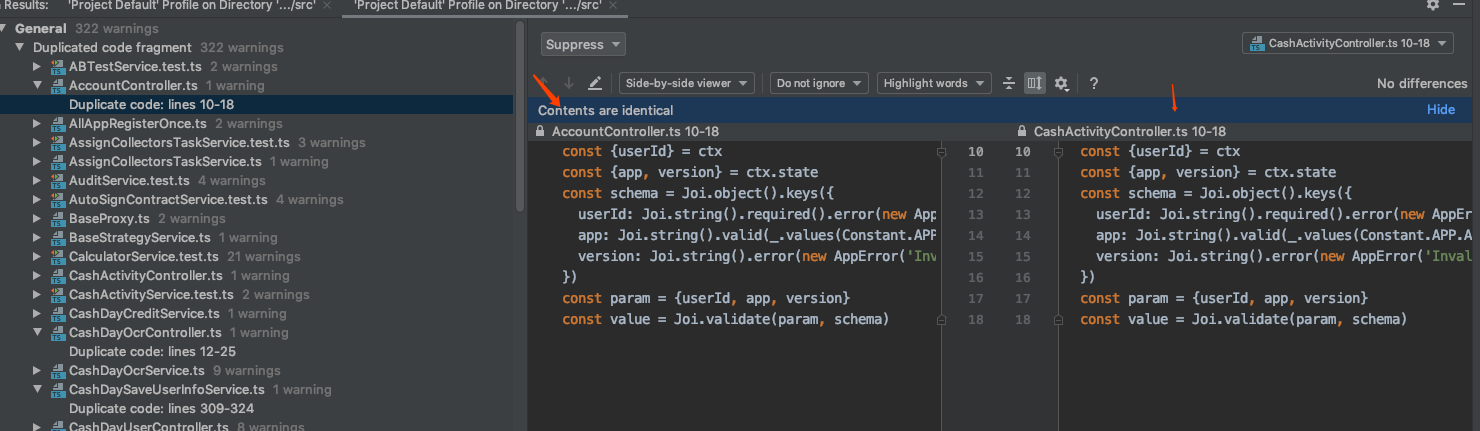 Results: 'Project Default' Profile on Directory '.../src' 'Project Default' Profile on Directory '.../src'
General 322 warnings
Duplicated code fragment 322 warnings
ABTestService.test.ts 2 warnings
AccountController.ts 1 warning
Duplicate code: lines 10-18
AllAppRegisterOnce.ts 2 warnings
AssignCollectorsTaskService.test.ts 3 warnings
AssignCollectorsTaskService.ts 1 warning
AuditService.test.ts 4 warnings
AutoSignContractService.test.ts 4 warnings
BaseProxy.ts 2 warnings
BaseStrategyService.ts 1 warning
CalculatorService.test.ts 21 warnings
CashActivityController.ts 1 warning
CashActivityService.test.ts 2 warnings
CashDayCreditService.ts 1 warning
CashDayOcrController.ts 1 warning
Duplicate code: lines 12-25
CashDayOcrService.ts 9 warnings
CashDaySaveUserInfoService.ts 1 warning
Duplicate code: lines 309-324
CashDayUserController.ts 8 warnings
Suppress
CashActivityController.ts 10-18
Side-by-side viewer Do not ignore Highlight words ? No differences
Contents are identical Hide
AccountController.ts 10-18 CashActivityController.ts 10-18
const {userId} = ctx 10 10 const {userId} = ctx
const {app, version} = ctx.state 11 11 const {app, version} = ctx.state
const schema = Joi.object().keys({ 12 12 const schema = Joi.object().keys({
userId: Joi.string().required().error(new App 13 13 userId: Joi.string().required().error(new AppEr
app: Joi.string().valid(_.values(Constant.APP 14 14 app: Joi.string().valid(_.values(Constant.APP.A
version: Joi.string().error(new AppError('Inva 15 15 version: Joi.string().error(new AppError('Inval
}) 16 16 })
const param = {userId, app, version} 17 17 const param = {userId, app, version}
const value = Joi.validate(param, schema) 18 18 const value = Joi.validate(param, schema)